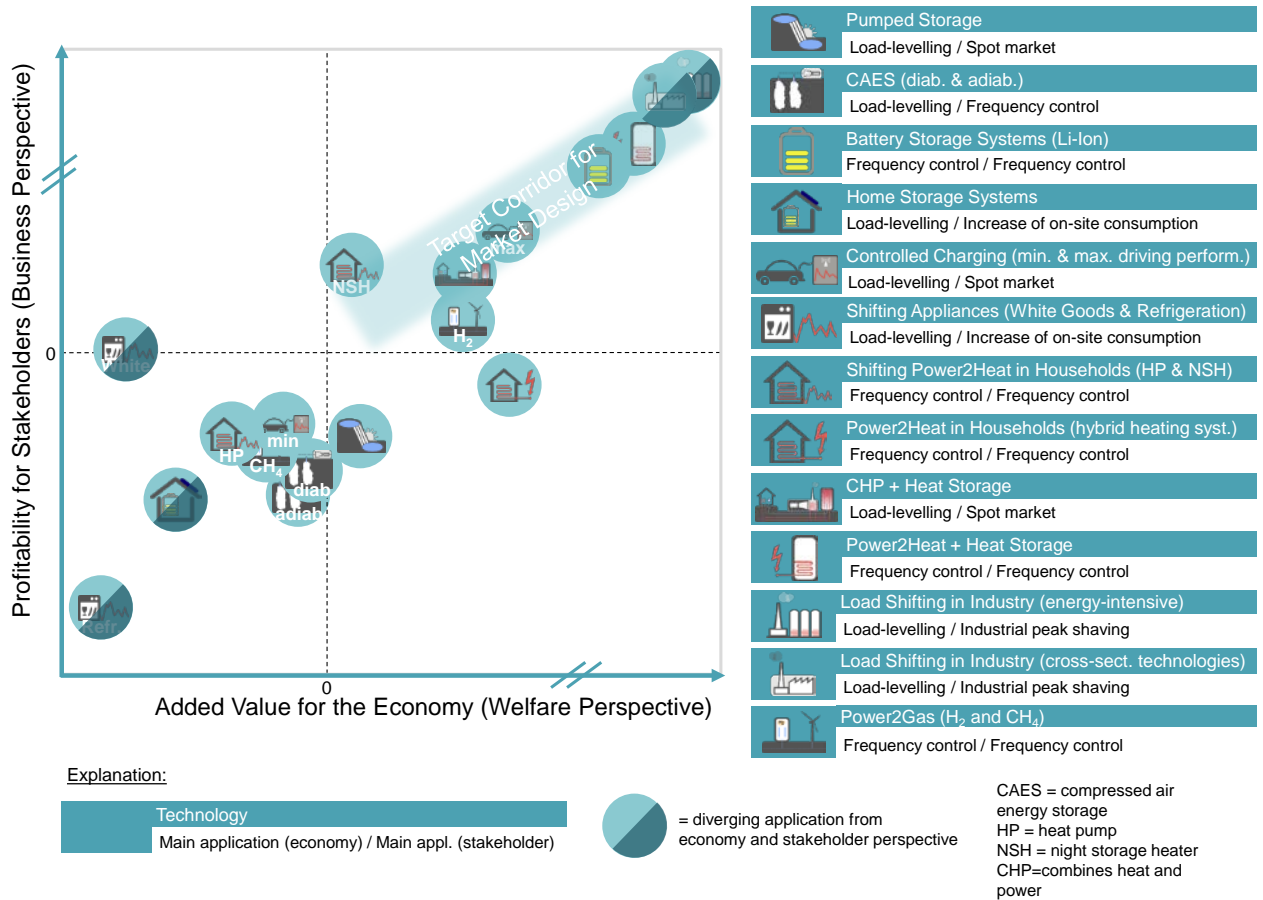 Profitability for Stakeholders (Business Perspective)
0
Target Corridor for
Market Design
max
NSH
H₂
White
HP
min
CH₄
diab
adiab
Refr
0
Added Value for the Economy (Welfare Perspective)
Pumped Storage
Load-levelling / Spot market
CAES (diab. & adiab.)
Load-levelling / Frequency control
Battery Storage Systems (Li-Ion)
Frequency control / Frequency control
Home Storage Systems
Load-levelling / Increase of on-site consumption
Controlled Charging (min. & max. driving perform.)
Load-levelling / Spot market
Shifting Appliances (White Goods & Refrigeration)
Load-levelling / Increase of on-site consumption
Shifting Power2Heat in Households (HP & NSH)
Frequency control / Frequency control
Power2Heat in Households (hybrid heating syst.)
Frequency control / Frequency control
CHP + Heat Storage
Load-levelling / Spot market
Power2Heat + Heat Storage
Frequency control / Frequency control
Load Shifting in Industry (energy-intensive)
Load-levelling / Industrial peak shaving
Load Shifting in Industry (cross-sect. technologies)
Load-levelling / Industrial peak shaving
Power2Gas (H₂ and CH₄)
Frequency control / Frequency control
Explanation:
Technology
Main application (economy) / Main appl. (stakeholder)
= diverging application from
economy and stakeholder perspective
CAES = compressed air
energy storage
HP = heat pump
NSH = night storage heater
CHP=combines heat and
power